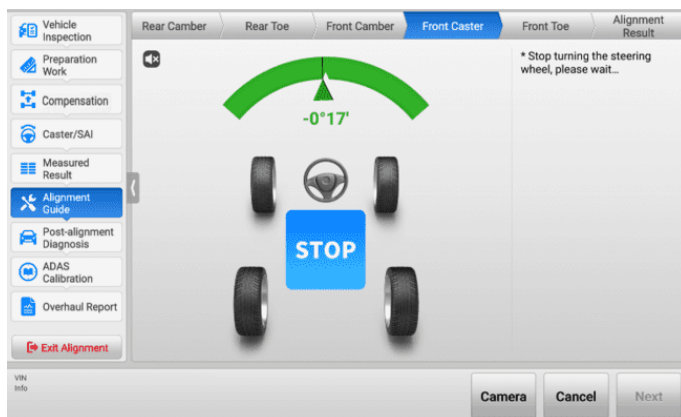 Vehicle
Inspection
Preparation
Work
Compensation
Caster/SAI
Measured
Result
Alignment
Guide
Post-alignment
Diagnosis
ADAS
Calibration
Overhaul Report
Exit Alignment
Rear Camber
Rear Toe
Front Camber
Front Caster
Front Toe
Alignment
Result
-0°17'
STOP
* Stop turning the steering
wheel, please wait...
VIN
Info
Camera
Cancel
Next